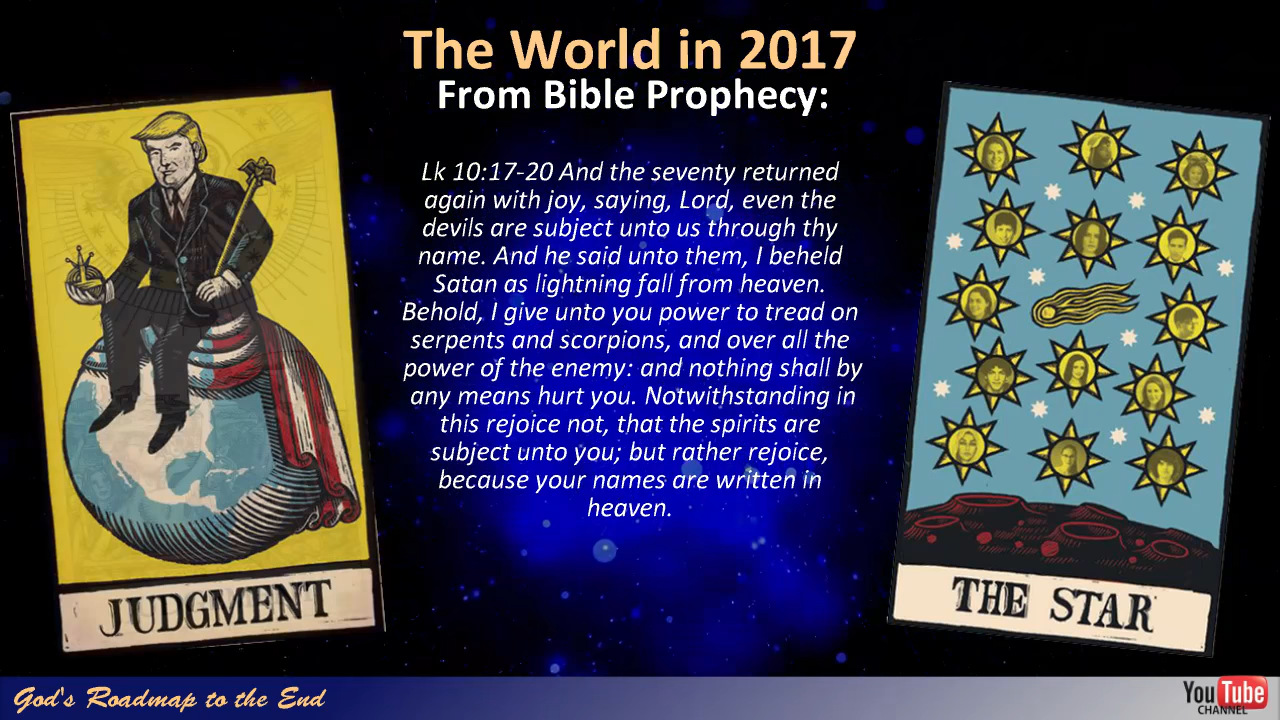 The World in 2017
From Bible Prophecy:
Lk 10:17-20 And the seventy returned
again with joy, saying, Lord, even the
devils are subject unto us through thy
name. And he said unto them, I beheld
Satan as lightning fall from heaven.
Behold, I give unto you power to tread on
serpents and scorpions, and over all the
power of the enemy: and nothing shall by
any means hurt you. Notwithstanding in
this rejoice not, that the spirits are
subject unto you; but rather rejoice,
because your names are written in
heaven.
JUDGMENT
THE STAR
God's Roadmap to the End
YouTube
CHANNEL